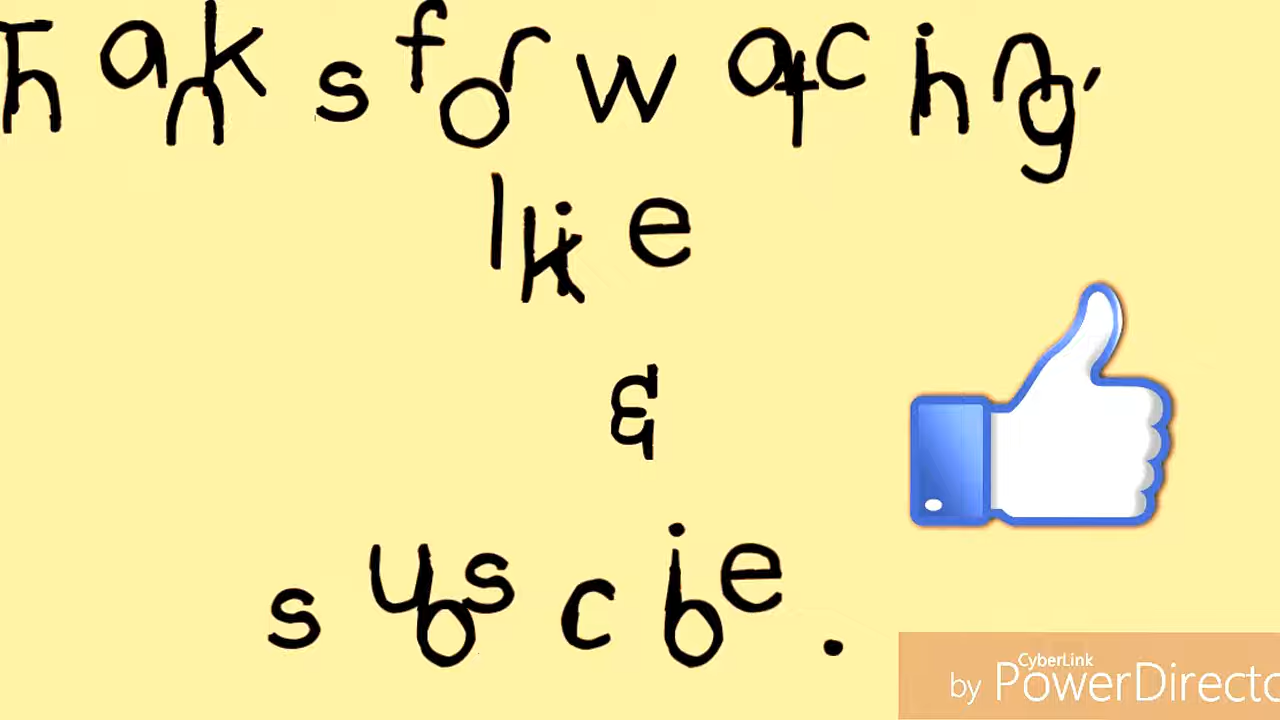 Thanks for watching,
like
&
subscibe.
CyberLink
by PowerDirecto